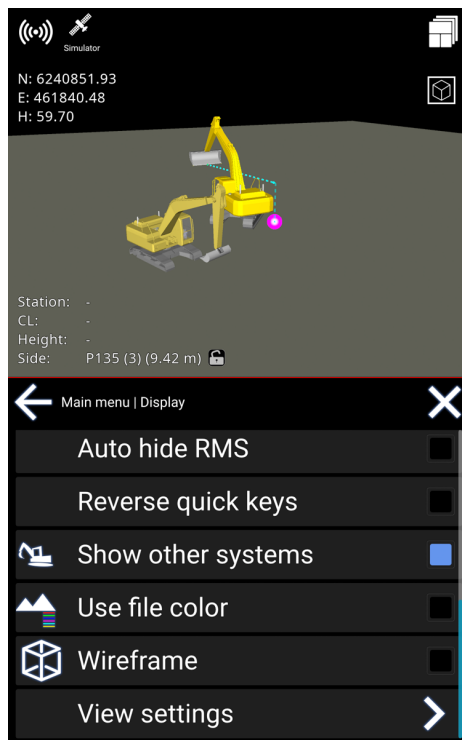 Simulator
N: 6240851.93
E: 461840.48
H: 59.70
Station: -
CL: -
Height: -
Side: P135 (3) (9.42 m)
Main menu | Display
Auto hide RMS
Reverse quick keys
Show other systems
Use file color
Wireframe
View settings